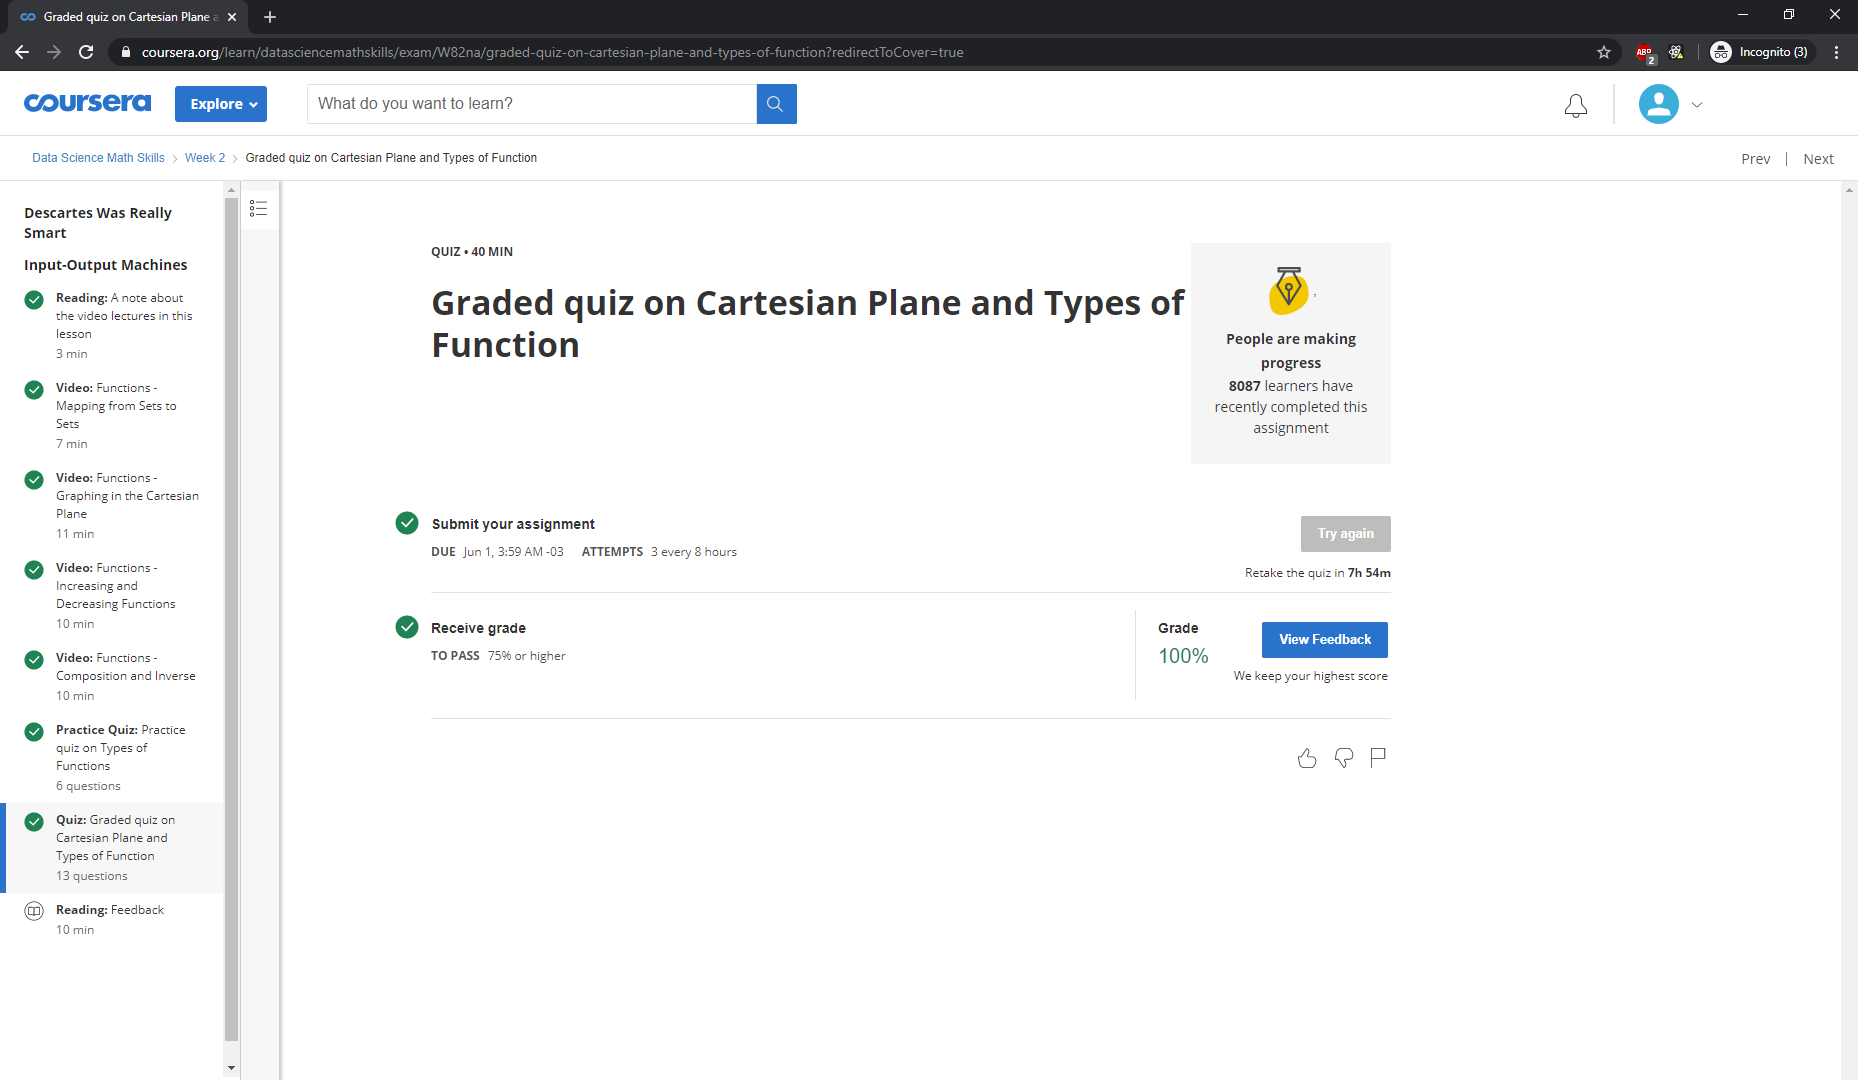 Graded quiz on Cartesian Plane a
coursera.org/learn/datasciencemathskills/exam/W82na/graded-quiz-on-cartesian-plane-and-types-of-function?redirectToCover=true
ABP
2
Incognito (3)
coursera
Explore
What do you want to learn?
Data Science Math Skills
Week 2
Graded quiz on Cartesian Plane and Types of Function
Prev | Next
Descartes Was Really
Smart
Input-Output Machines
Reading: A note about
the video lectures in this
lesson
3 min
Video: Functions -
Mapping from Sets to
Sets
7 min
Video: Functions -
Graphing in the Cartesian
Plane
11 min
Video: Functions -
Increasing and
Decreasing Functions
10 min
Video: Functions -
Composition and Inverse
10 min
Practice Quiz: Practice
quiz on Types of
Functions
6 questions
Quiz: Graded quiz on
Cartesian Plane and
Types of Function
13 questions
Reading: Feedback
10 min
QUIZ • 40 MIN
Graded quiz on Cartesian Plane and Types of
Function
People are making
progress
8087 learners have
recently completed this
assignment
Submit your assignment
DUE Jun 1, 3:59 AM -03 ATTEMPTS 3 every 8 hours
Try again
Retake the quiz in 7h 54m
Receive grade
TO PASS 75% or higher
Grade
100%
View Feedback
We keep your highest score